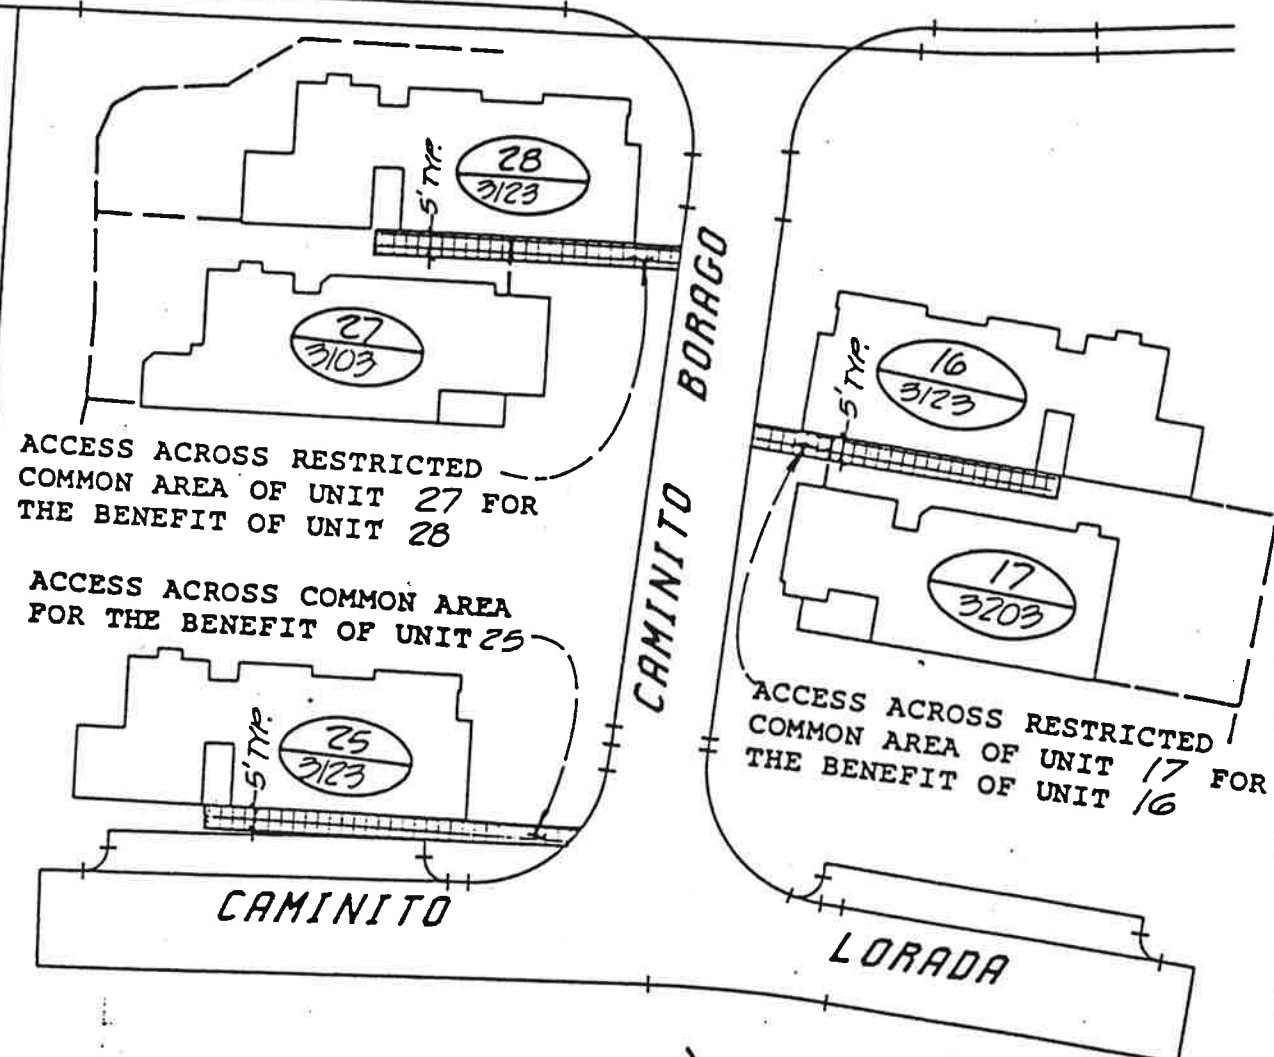 28
3123
5' TYP.
27
3103
ACCESS ACROSS RESTRICTED
COMMON AREA OF UNIT 27 FOR
THE BENEFIT OF UNIT 28
ACCESS ACROSS COMMON AREA
FOR THE BENEFIT OF UNIT 25
25
3123
5' TYP.
CAMINITO BORAGO
16
3123
5' TYP.
17
3203
ACCESS ACROSS RESTRICTED
COMMON AREA OF UNIT 17 FOR
THE BENEFIT OF UNIT 16
CAMINITO
LORADA